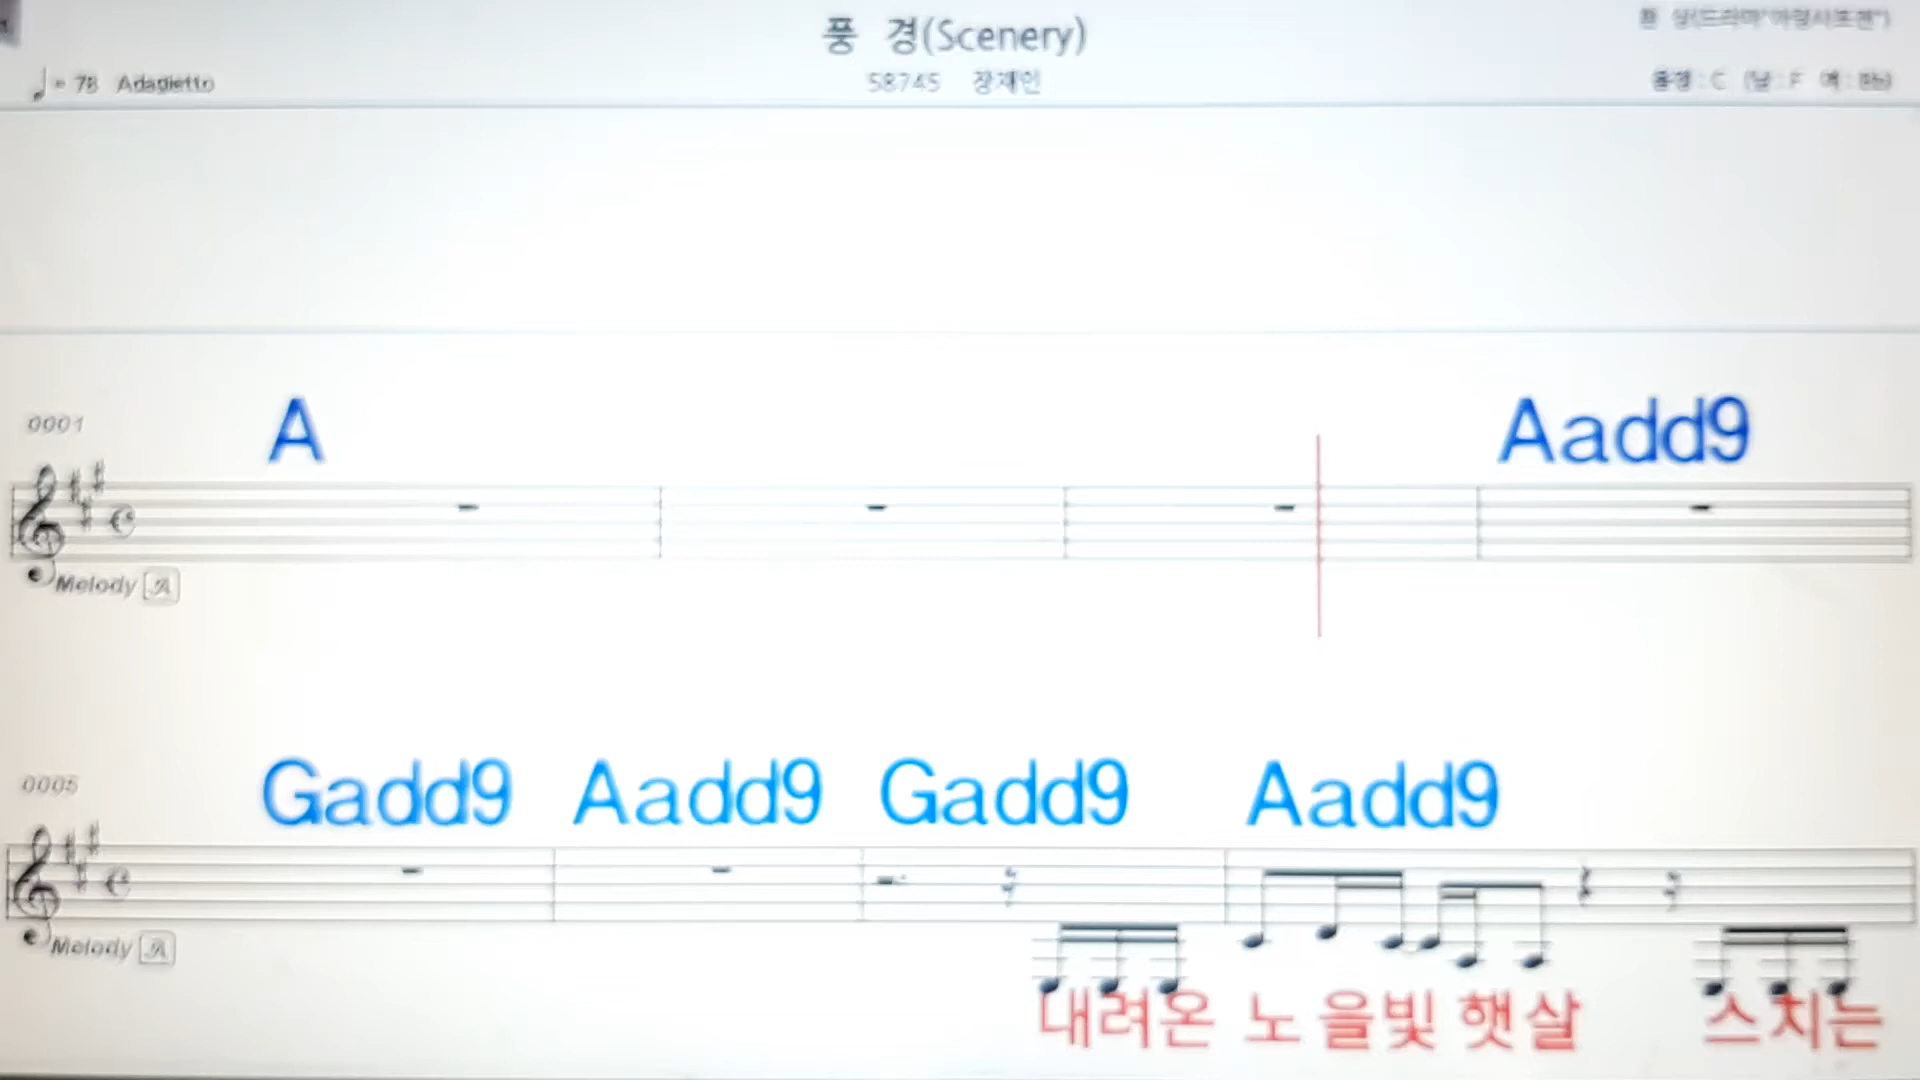 풍 경(Scenery)
♩= 78 Adagietto
58745 장재인
A Aadd9
0001
Melody A
Gadd9 Aadd9 Gadd9 Aadd9
0005
Melody A
내려온 노을빛 햇살 스치는